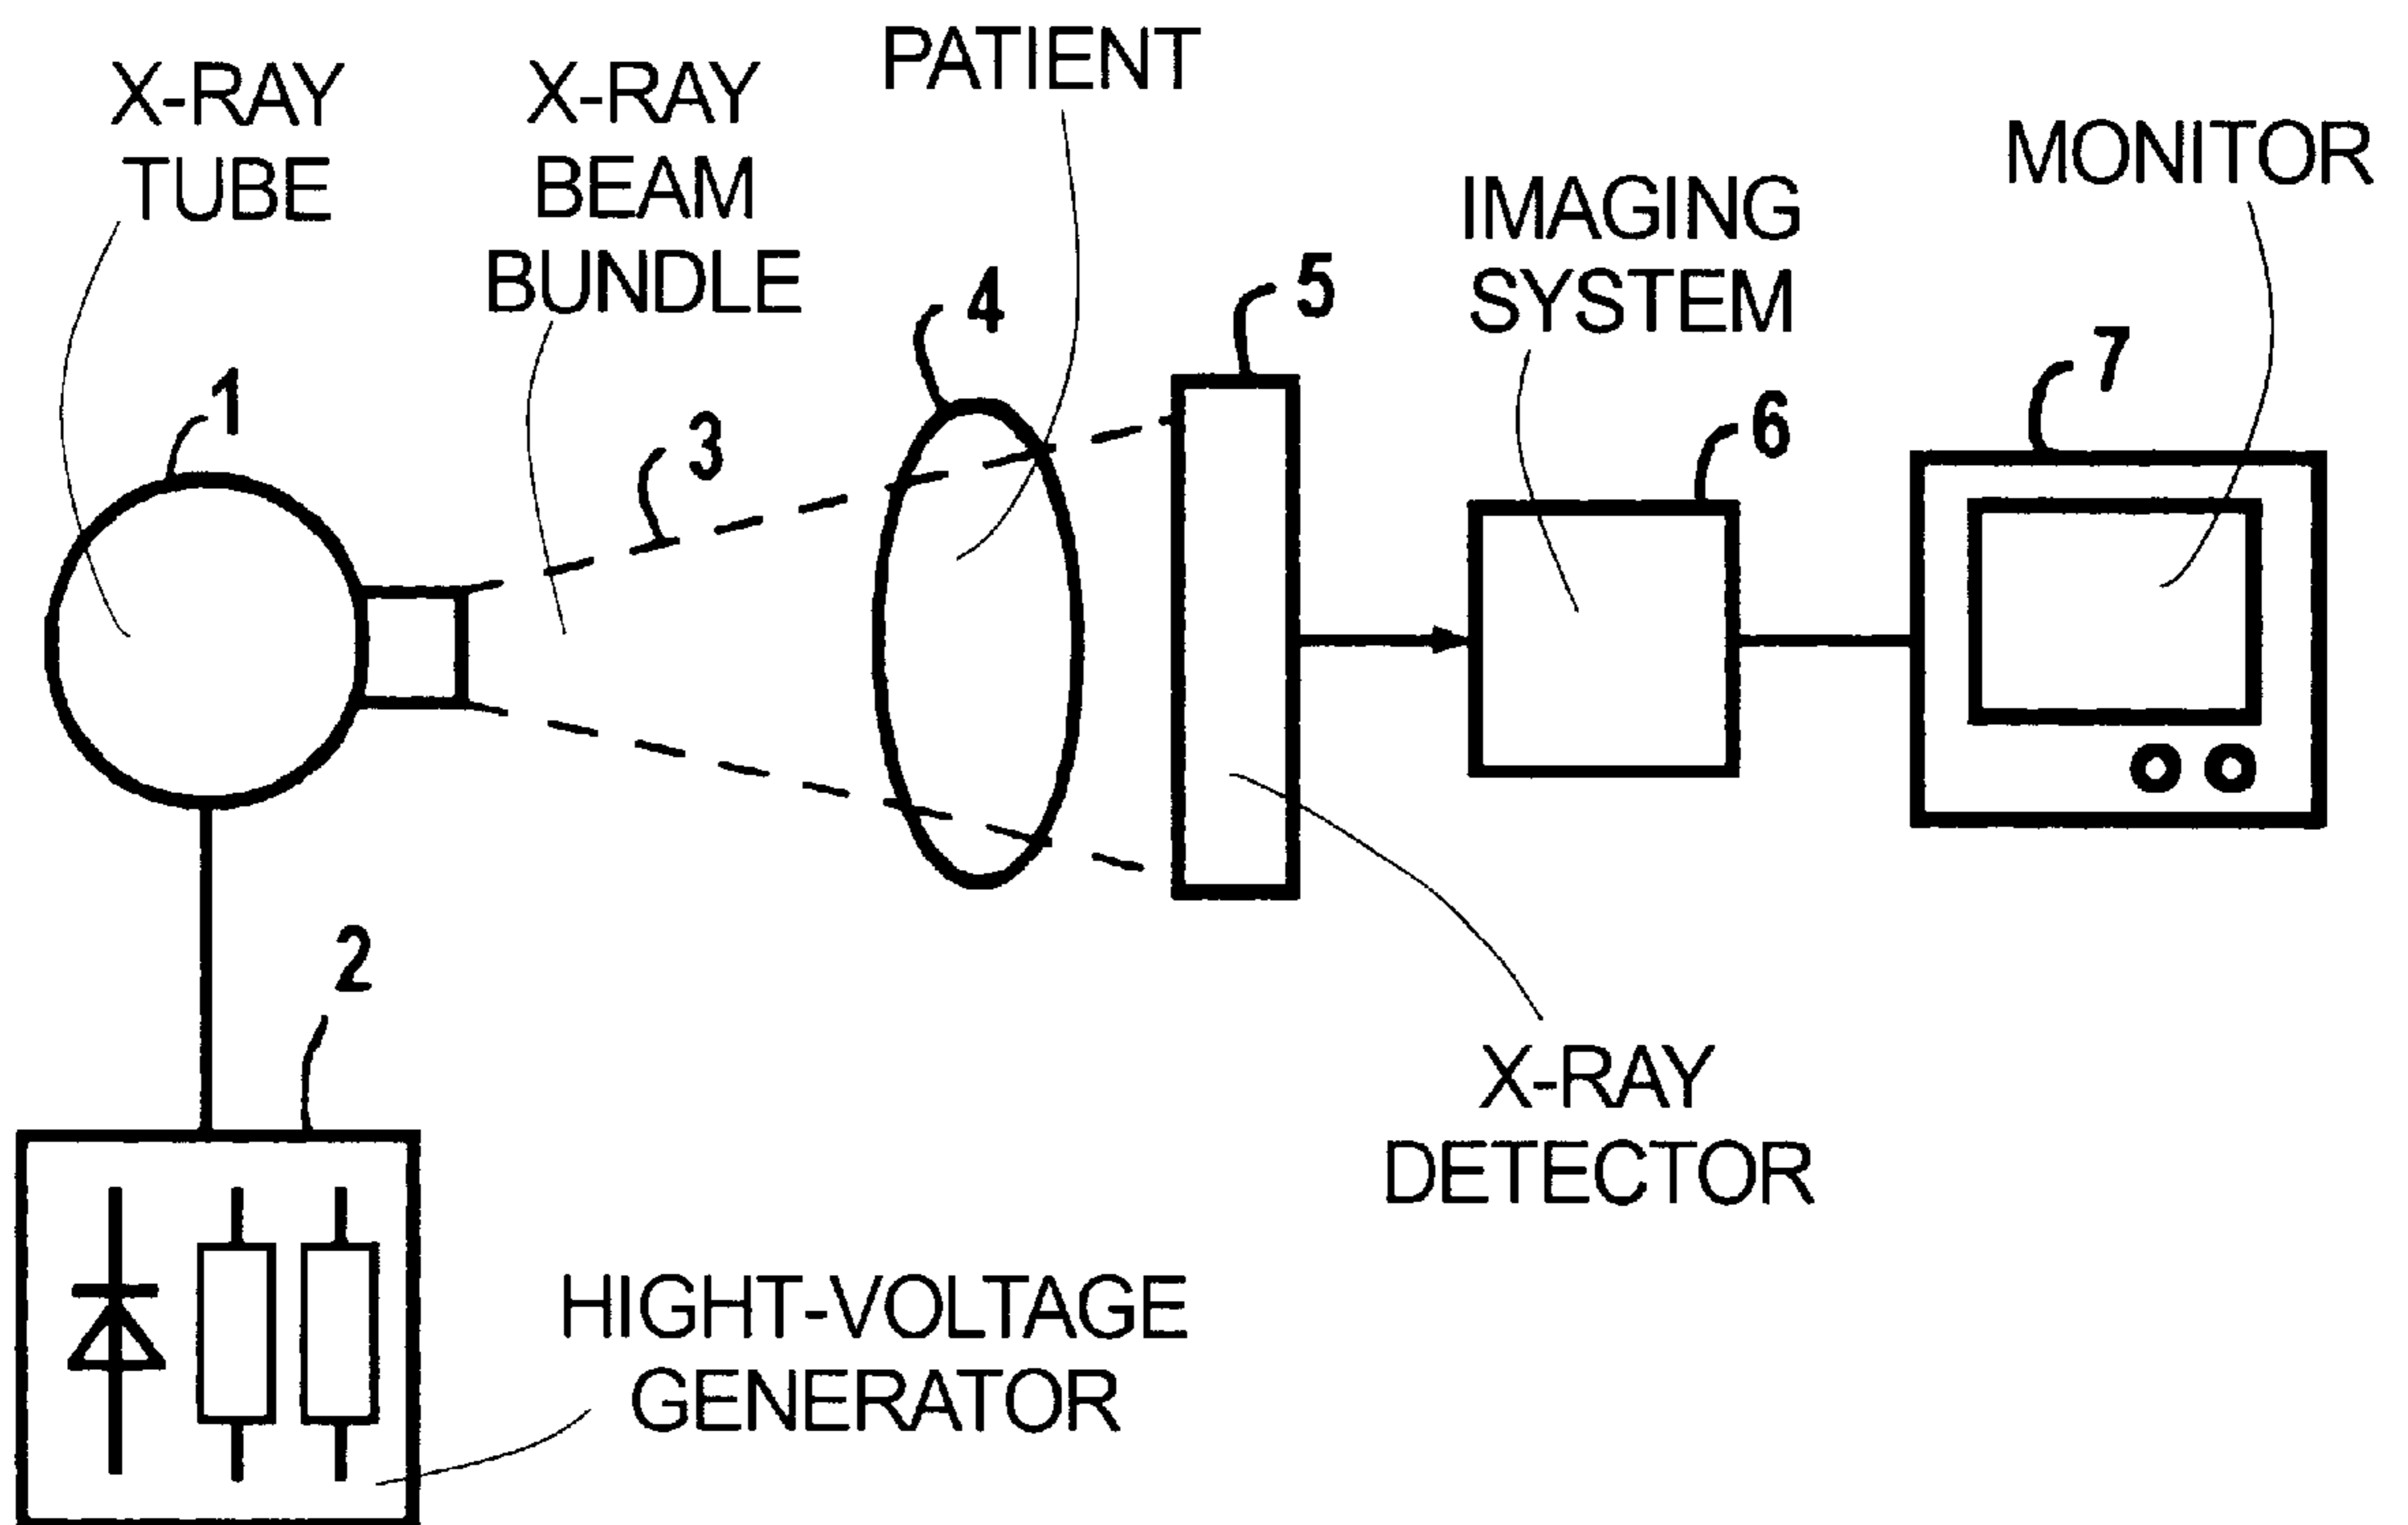 PATIENT
X-RAY
TUBE
X-RAY
BEAM
BUNDLE
MONITOR
IMAGING
SYSTEM
4
5
7
1
3
6
2
X-RAY
DETECTOR
HIGHT-VOLTAGE
GENERATOR